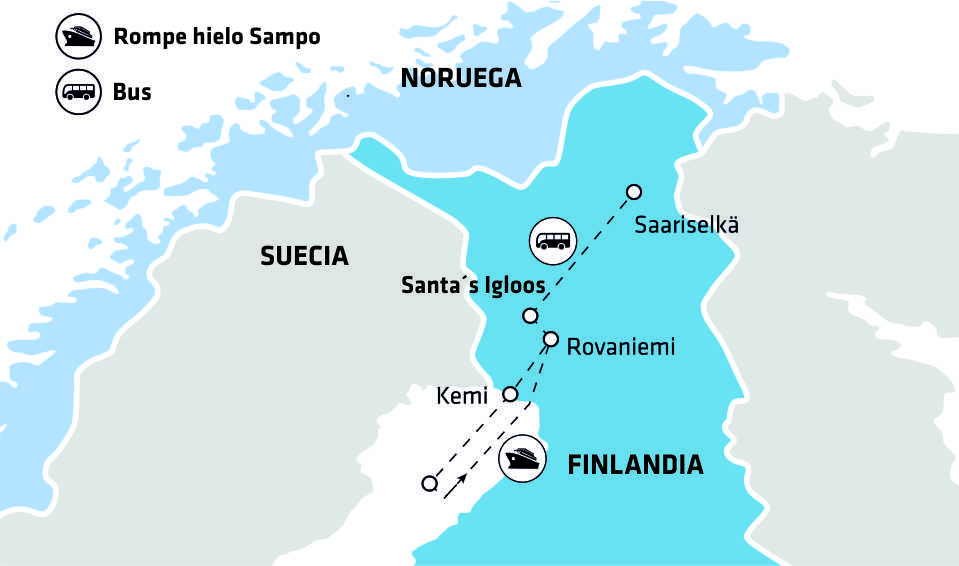 Rompe hielo Sampo
Bus
NORUEGA
Saariselkä
SUECIA
Santa´s Igloos
Rovaniemi
Kemi
FINLANDIA